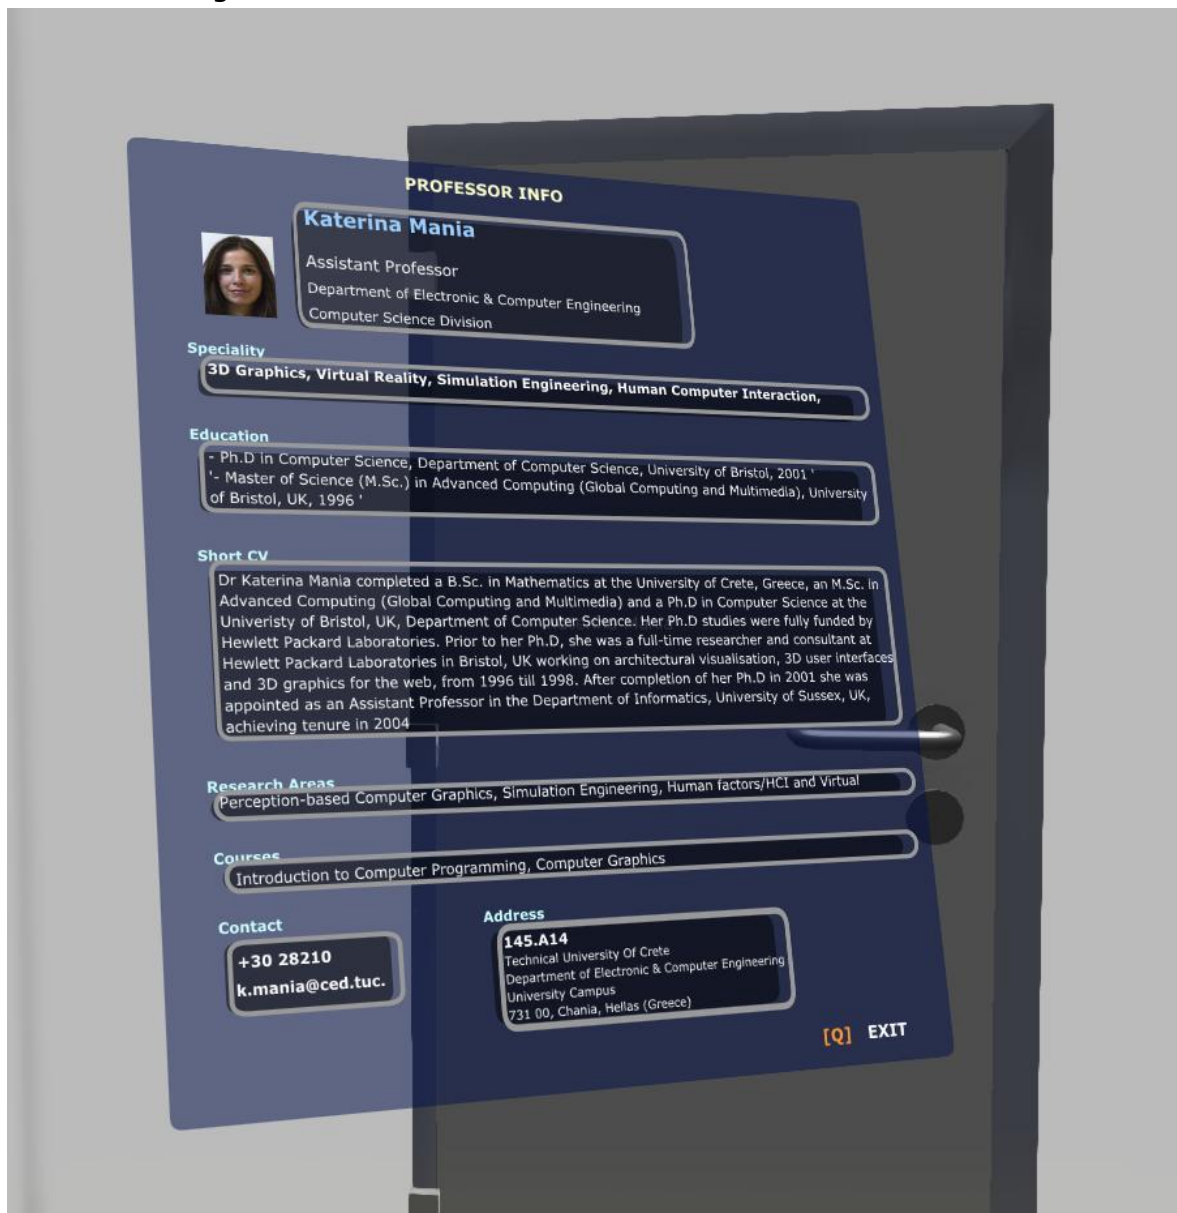 PROFESSOR INFO
Katerina Mania
Assistant Professor
Department of Electronic & Computer Engineering
Computer Science Division
Speciality
3D Graphics, Virtual Reality, Simulation Engineering, Human Computer Interaction,
Education
- Ph.D in Computer Science, Department of Computer Science, University of Bristol, 2001 '
'- Master of Science (M.Sc.) in Advanced Computing (Global Computing and Multimedia), University
of Bristol, UK, 1996 '
Short CV
Dr Katerina Mania completed a B.Sc. in Mathematics at the University of Crete, Greece, an M.Sc. in
Advanced Computing (Global Computing and Multimedia) and a Ph.D in Computer Science at the
Univeristy of Bristol, UK, Department of Computer Science. Her Ph.D studies were fully funded by
Hewlett Packard Laboratories. Prior to her Ph.D, she was a full-time researcher and consultant at
Hewlett Packard Laboratories in Bristol, UK working on architectural visualisation, 3D user interfaces
and 3D graphics for the web, from 1996 till 1998. After completion of her Ph.D in 2001 she was
appointed as an Assistant Professor in the Department of Informatics, University of Sussex, UK,
achieving tenure in 2004
Research Areas
Perception-based Computer Graphics, Simulation Engineering, Human factors/HCI and Virtual
Courses
Introduction to Computer Programming, Computer Graphics
Contact
+30 28210
k.mania@ced.tuc.
Address
145.A14
Technical University Of Crete
Department of Electronic & Computer Engineering
University Campus
731 00, Chania, Hellas (Greece)
[Q] EXIT